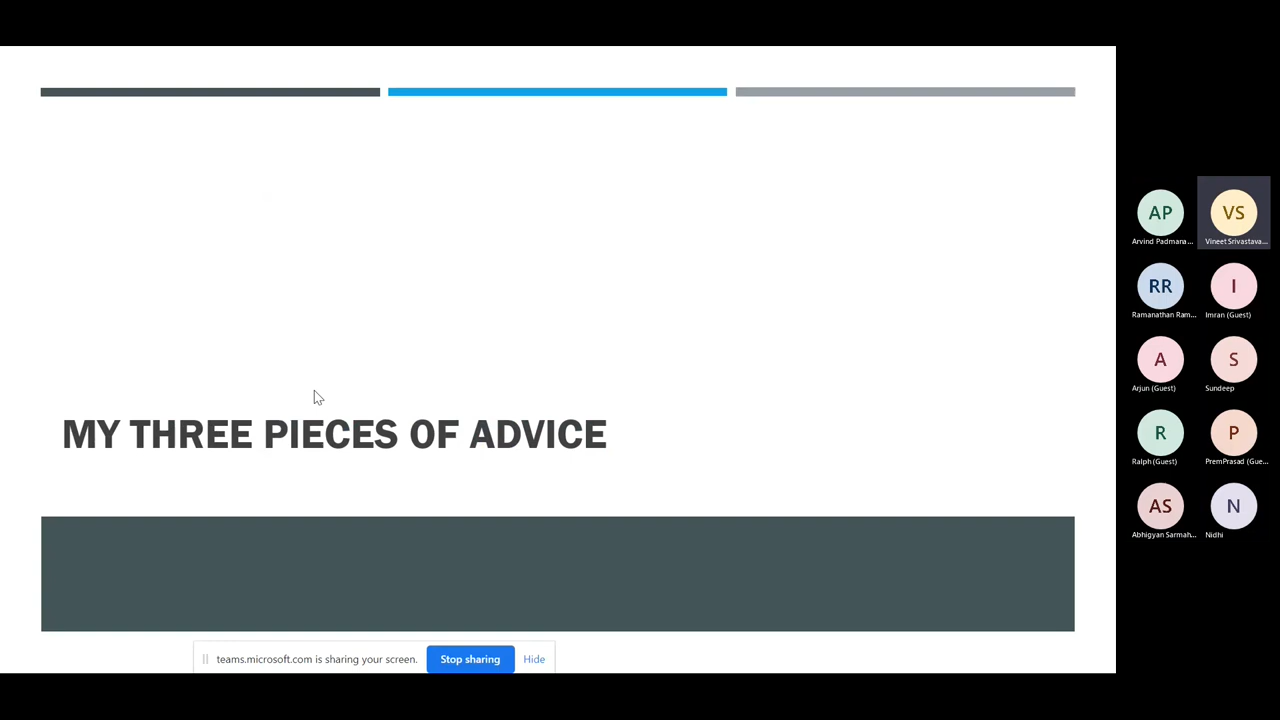 MY THREE PIECES OF ADVICE
teams.microsoft.com is sharing your screen.
Stop sharing
Hide
AP
VS
Arvind Padmana...
Vineet Srivastava...
RR
I
Ramanathan Ram...
Imran (Guest)
A
S
Arjun (Guest)
Sundeep
R
P
Ralph (Guest)
PremPrasad (Gue...
AS
N
Abhigyan Sarmah...
Nidhi